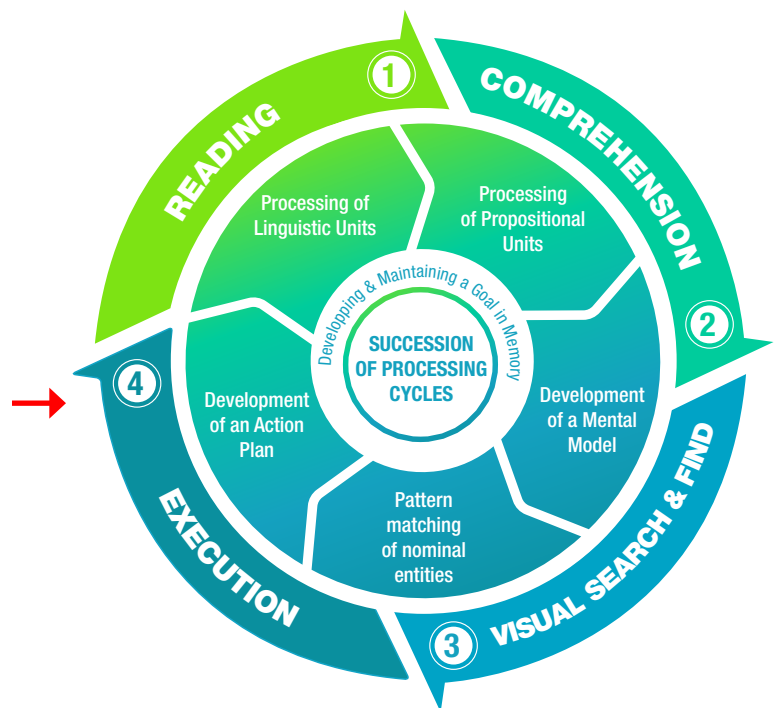 1
READING
COMPREHENSION
2
VISUAL SEARCH & FIND
3
EXECUTION
4
Processing of
Linguistic Units
Processing
of Propositional
Units
Development
of a Mental
Model
Pattern
matching
of nominal
entities
Development
of an Action
Plan
Developping & Maintaining a Goal in Memory
SUCCESSION
OF PROCESSING
CYCLES